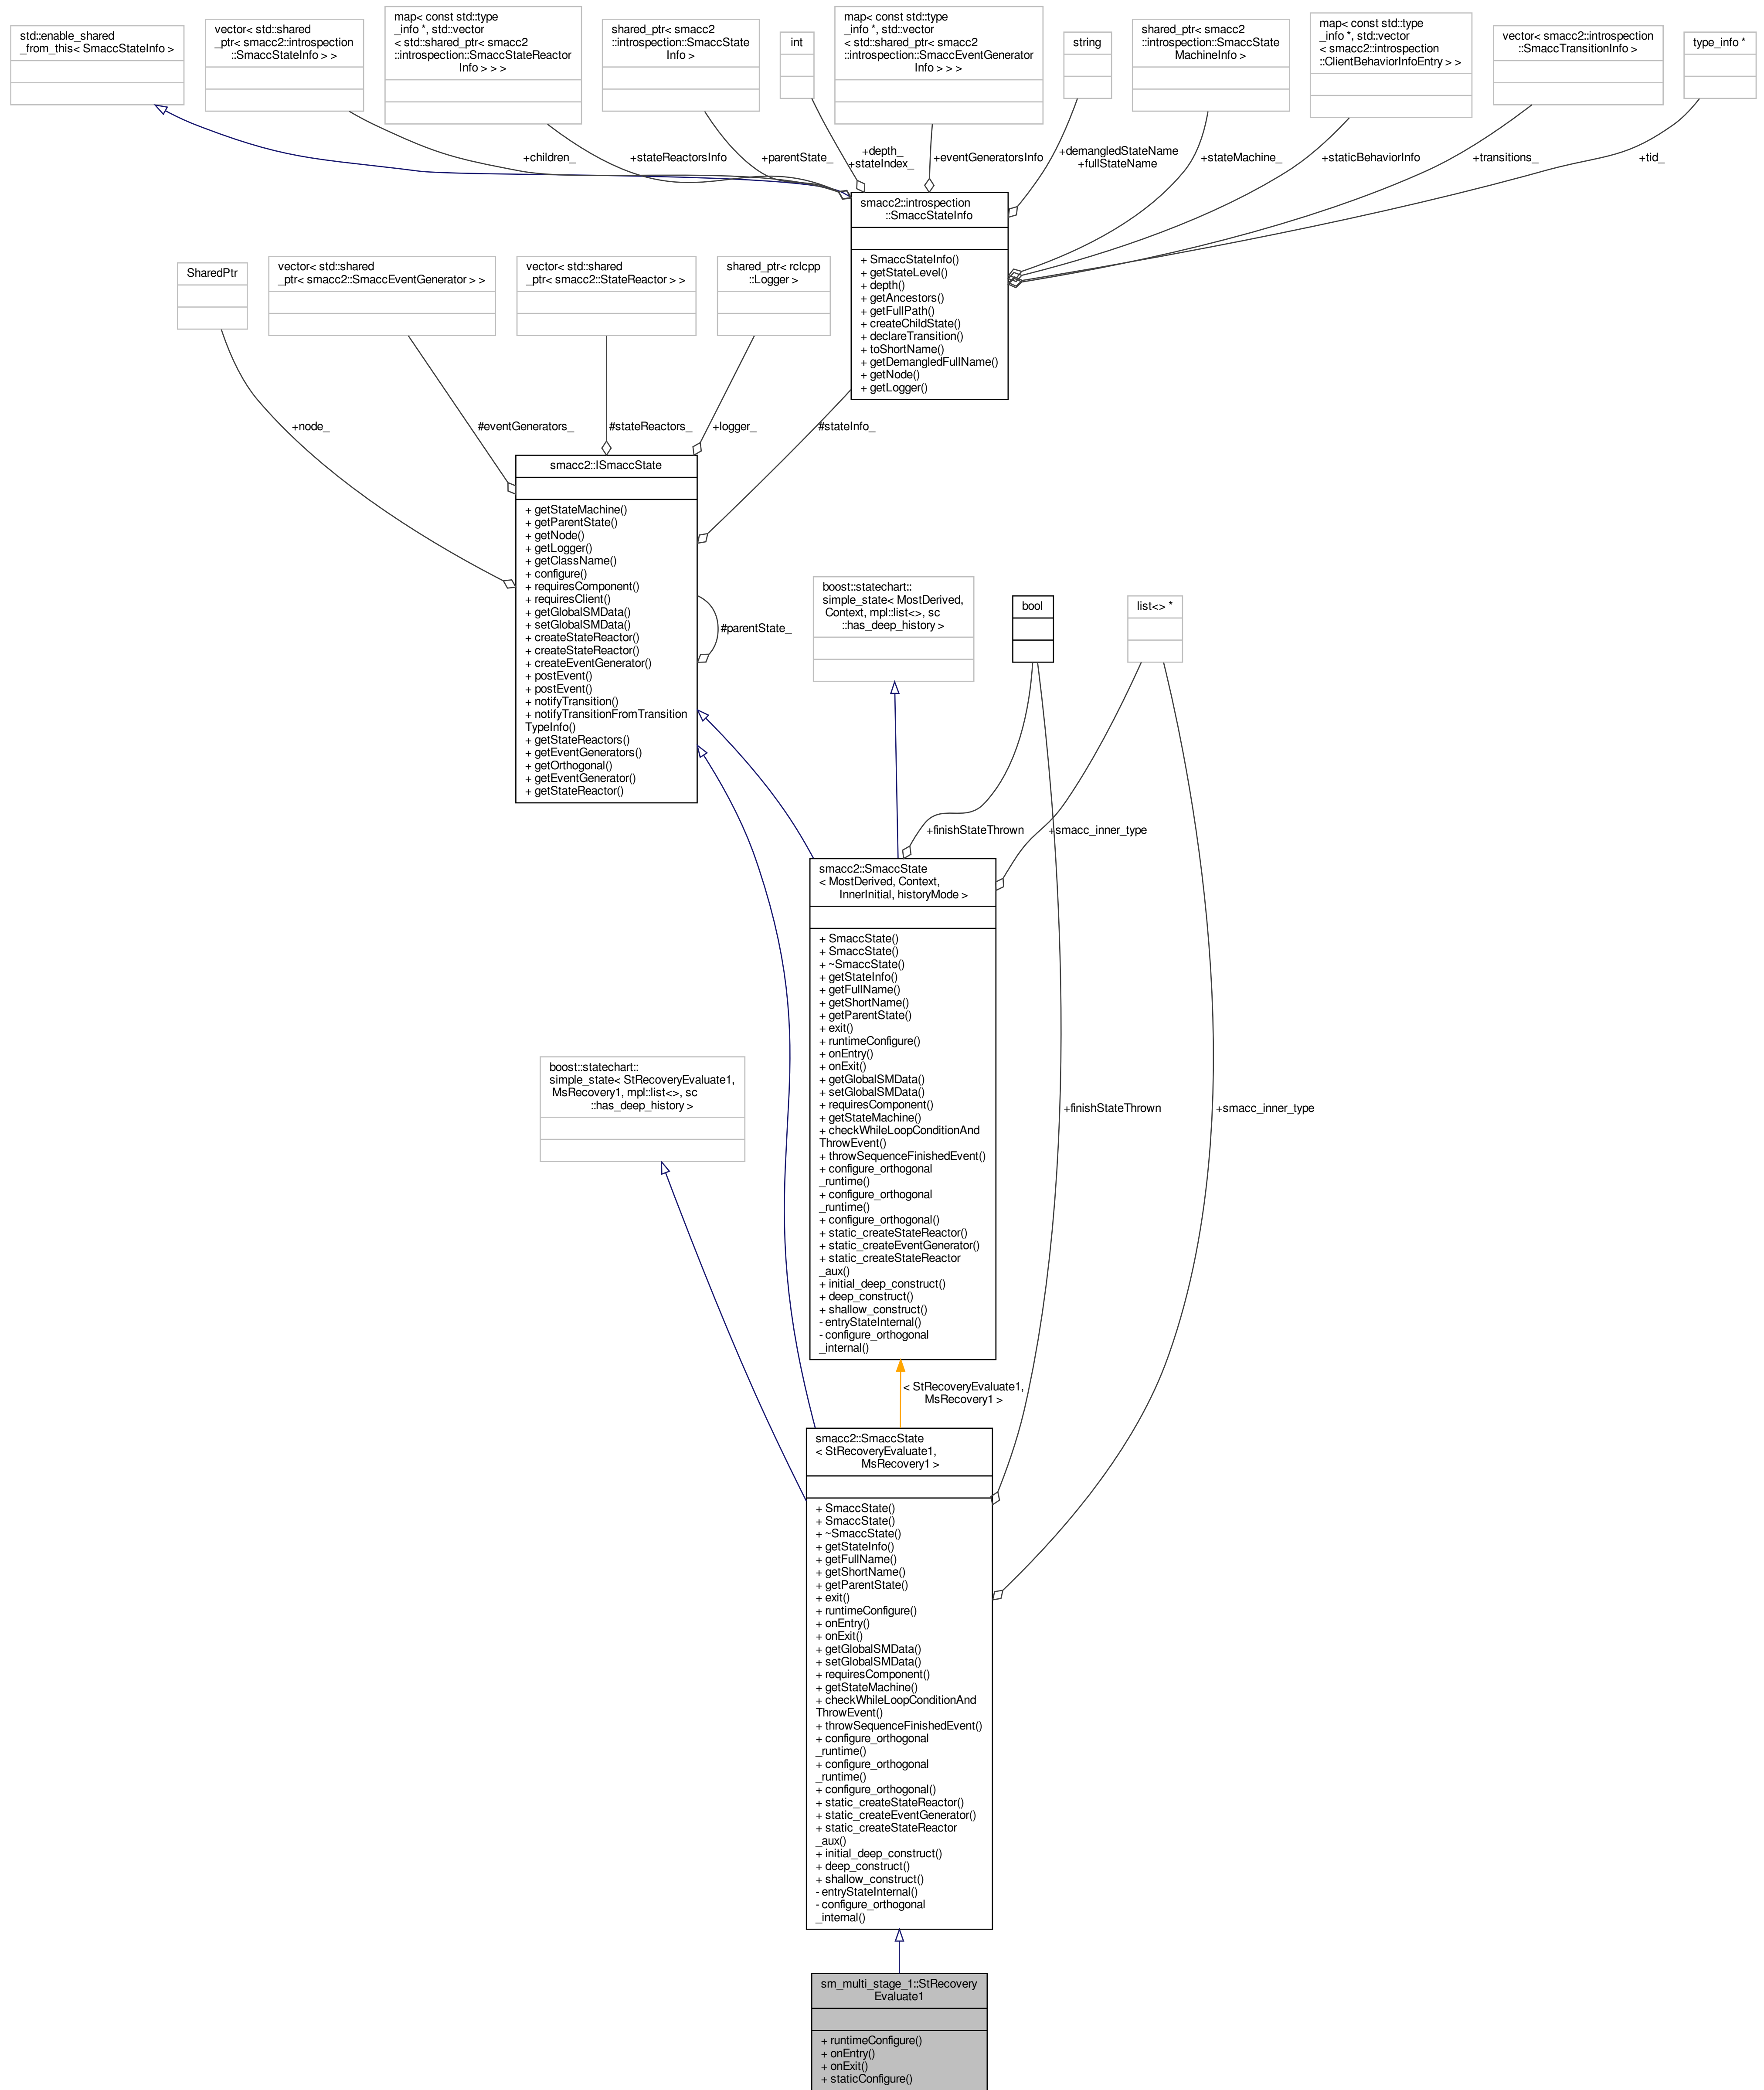 std::enable_shared
_from_this< SmaccStateInfo >
vector< std::shared
_ptr< smacc2::introspection
::SmaccStateInfo > >
map< const std::type
_info *, std::vector
< std::shared_ptr< smacc2
::introspection::SmaccStateReactor
Info > > >
shared_ptr< smacc2
::introspection::SmaccState
Info >
int
map< const std::type
_info *, std::vector
< std::shared_ptr< smacc2
::introspection::SmaccEventGenerator
Info > > >
string
shared_ptr< smacc2
::introspection::SmaccState
MachineInfo >
map< const std::type
_info *, std::vector
< smacc2::introspection
::ClientBehaviorInfoEntry > >
vector< smacc2::introspection
::SmaccTransitionInfo >
type_info *
+children_
+stateReactorsInfo
+parentState_
+depth_
+stateIndex_
+eventGeneratorsInfo
+demangledStateName
+fullStateName
+stateMachine_
+staticBehaviorInfo
+transitions_
+tid_
smacc2::introspection
::SmaccStateInfo
+ SmaccStateInfo()
+ getStateLevel()
+ depth()
+ getAncestors()
+ getFullPath()
+ createChildState()
+ declareTransition()
+ toShortName()
+ getDemangledFullName()
+ getNode()
+ getLogger()
SharedPtr
vector< std::shared
_ptr< smacc2::SmaccEventGenerator > >
vector< std::shared
_ptr< smacc2::StateReactor > >
shared_ptr< rclcpp
::Logger >
+node_
#eventGenerators_
#stateReactors_
+logger_
#stateInfo_
smacc2::ISmaccState
+ getStateMachine()
+ getParentState()
+ getNode()
+ getLogger()
+ getClassName()
+ configure()
+ requiresComponent()
+ requiresClient()
+ getGlobalSMData()
+ setGlobalSMData()
+ createStateReactor()
+ createStateReactor()
+ createEventGenerator()
+ postEvent()
+ postEvent()
+ notifyTransition()
+ notifyTransitionFromTransition
TypeInfo()
+ getStateReactors()
+ getEventGenerators()
+ getOrthogonal()
+ getEventGenerator()
+ getStateReactor()
#parentState_
boost::statechart::
simple_state< MostDerived,
Context, mpl::list<>, sc
::has_deep_history >
bool
list<> *
+finishStateThrown
+smacc_inner_type
smacc2::SmaccState
< MostDerived, Context,
InnerInitial, historyMode >
+ SmaccState()
+ SmaccState()
+ ~SmaccState()
+ getStateInfo()
+ getFullName()
+ getShortName()
+ getParentState()
+ exit()
+ runtimeConfigure()
+ onEntry()
+ onExit()
+ getGlobalSMData()
+ setGlobalSMData()
+ requiresComponent()
+ getStateMachine()
+ checkWhileLoopConditionAnd
ThrowEvent()
+ throwSequenceFinishedEvent()
+ configure_orthogonal
_runtime()
+ configure_orthogonal
_runtime()
+ configure_orthogonal()
+ static_createStateReactor()
+ static_createEventGenerator()
+ static_createStateReactor
_aux()
+ initial_deep_construct()
+ deep_construct()
+ shallow_construct()
- entryStateInternal()
- configure_orthogonal
_internal()
boost::statechart::
simple_state< StRecoveryEvaluate1,
MsRecovery1, mpl::list<>, sc
::has_deep_history >
+finishStateThrown
+smacc_inner_type
< StRecoveryEvaluate1,
MsRecovery1 >
smacc2::SmaccState
< StRecoveryEvaluate1,
MsRecovery1 >
+ SmaccState()
+ SmaccState()
+ ~SmaccState()
+ getStateInfo()
+ getFullName()
+ getShortName()
+ getParentState()
+ exit()
+ runtimeConfigure()
+ onEntry()
+ onExit()
+ getGlobalSMData()
+ setGlobalSMData()
+ requiresComponent()
+ getStateMachine()
+ checkWhileLoopConditionAnd
ThrowEvent()
+ throwSequenceFinishedEvent()
+ configure_orthogonal
_runtime()
+ configure_orthogonal
_runtime()
+ configure_orthogonal()
+ static_createStateReactor()
+ static_createEventGenerator()
+ static_createStateReactor
_aux()
+ initial_deep_construct()
+ deep_construct()
+ shallow_construct()
- entryStateInternal()
- configure_orthogonal
_internal()
sm_multi_stage_1::StRecovery
Evaluate1
+ runtimeConfigure()
+ onEntry()
+ onExit()
+ staticConfigure()